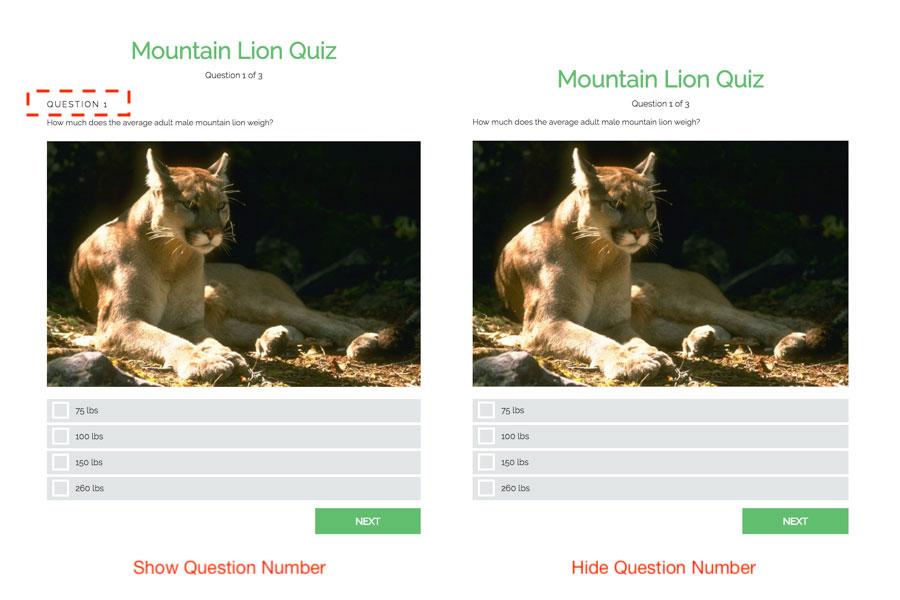 Mountain Lion Quiz
Question 1 of 3
QUESTION 1
How much does the average adult male mountain lion weigh?
75 lbs
100 lbs
150 lbs
260 lbs
NEXT
Show Question Number
Mountain Lion Quiz
Question 1 of 3
How much does the average adult male mountain lion weigh?
75 lbs
100 lbs
150 lbs
260 lbs
NEXT
Hide Question Number